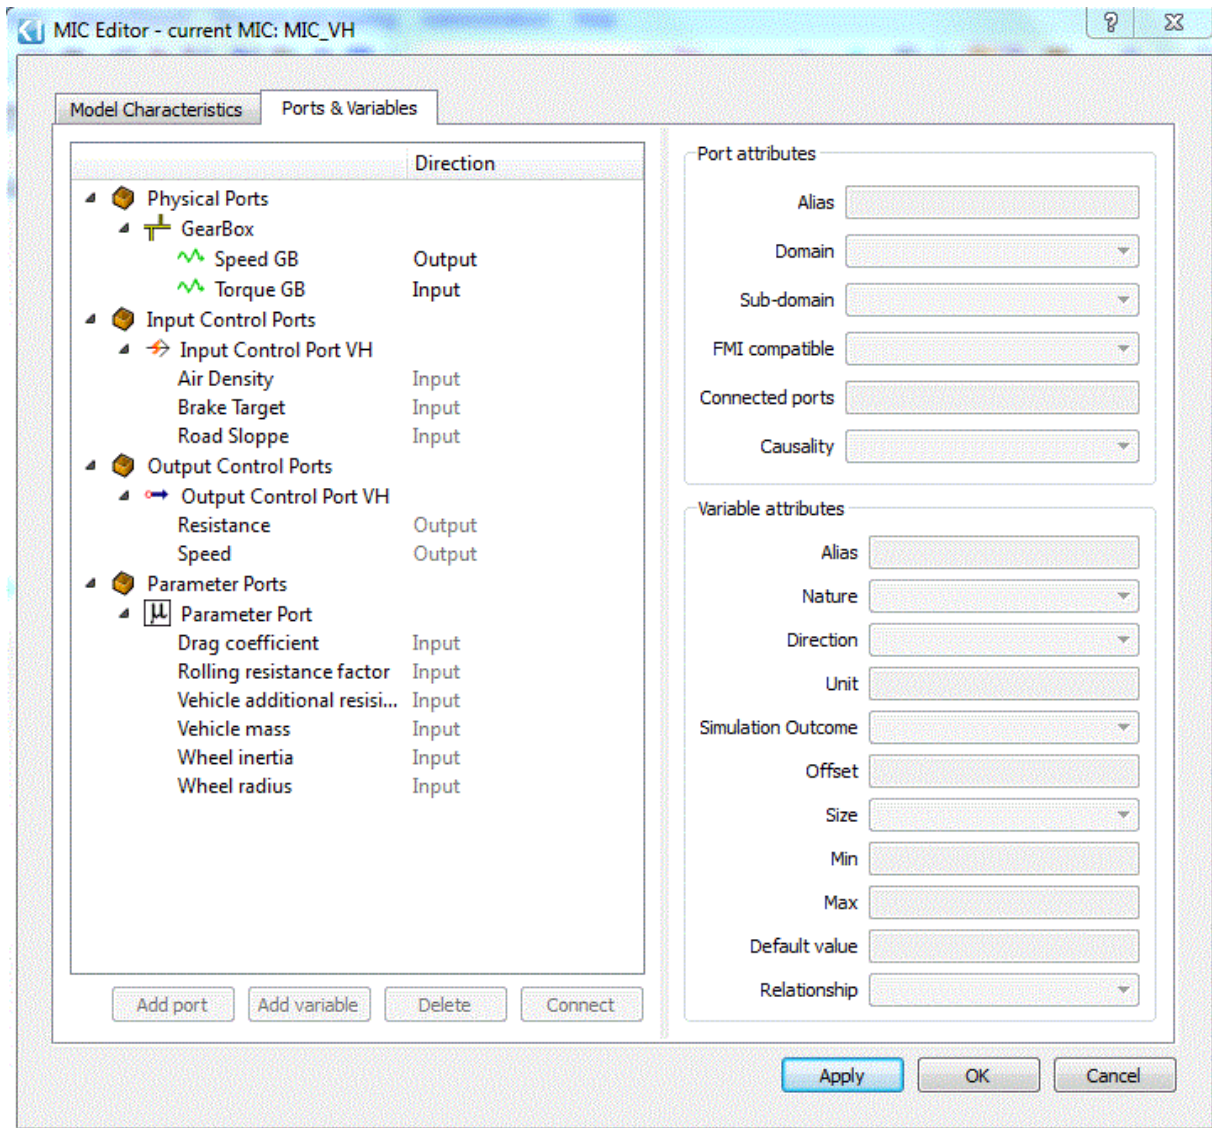 MIC Editor - current MIC: MIC_VH
Model Characteristics
Ports & Variables
Direction
Physical Ports
GearBox
Speed GB Output
Torque GB Input
Input Control Ports
Input Control Port VH
Air Density Input
Brake Target Input
Road Sloppe Input
Output Control Ports
Output Control Port VH
Resistance Output
Speed Output
Parameter Ports
μ Parameter Port
Drag coefficient Input
Rolling resistance factor Input
Vehicle additional resisi... Input
Vehicle mass Input
Wheel inertia Input
Wheel radius Input
Add port Add variable Delete Connect
Port attributes
Alias
Domain
Sub-domain
FMI compatible
Connected ports
Causality
Variable attributes
Alias
Nature
Direction
Unit
Simulation Outcome
Offset
Size
Min
Max
Default value
Relationship
Apply OK Cancel